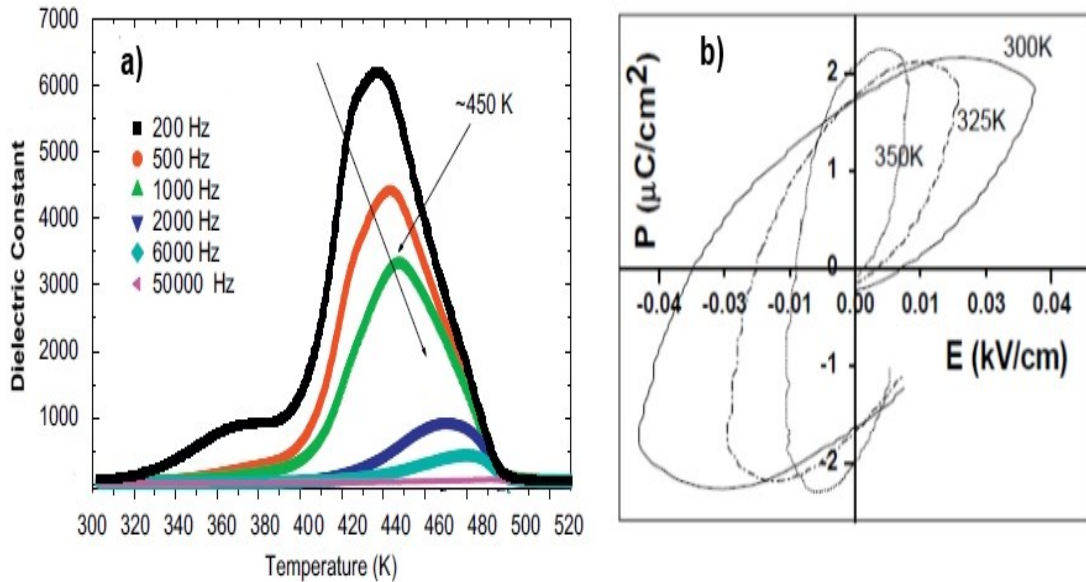 a)
7000
6000
5000
4000
3000
2000
1000
Dielectric Constant
200 Hz
500 Hz
1000 Hz
2000 Hz
6000 Hz
50000 Hz
~450 K
300 320 340 360 380 400 420 440 460 480 500 520
Temperature (K)
b)
P (μC/cm²)
300K
325K
350K
2
1
0
-1
-2
-0.04 -0.03 -0.01 0.00 0.01 0.03 0.04
E (kV/cm)